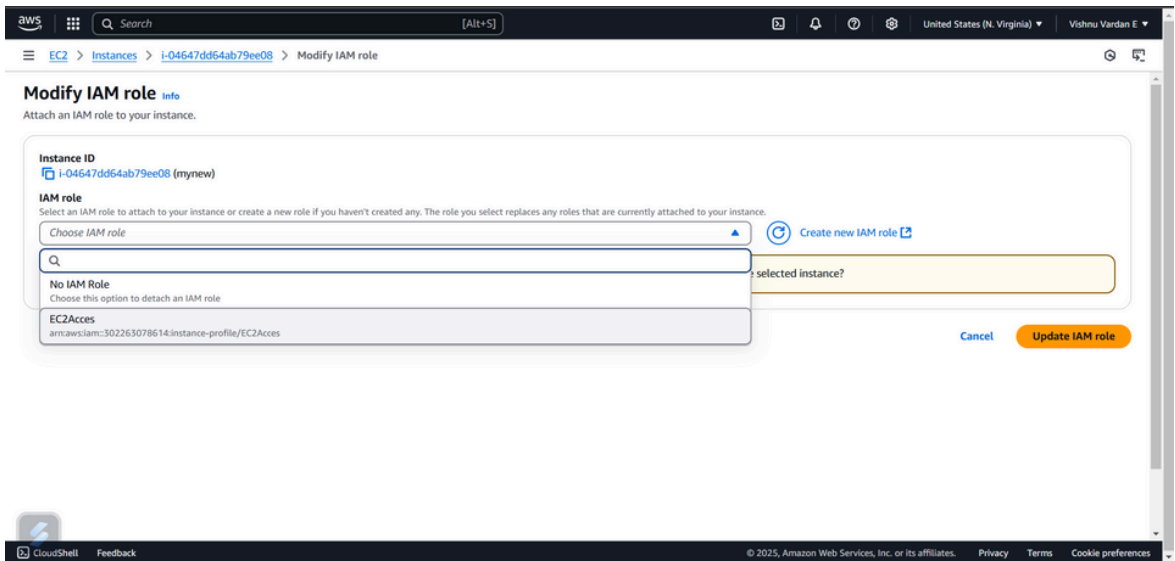 aws
Search [Alt+S] United States (N. Virginia) Vishnu Vardan E
EC2 > Instances > i-04647dd64ab79ee08 > Modify IAM role
Modify IAM role Info
Attach an IAM role to your instance.
Instance ID
i-04647dd64ab79ee08 (mynew)
IAM role
Select an IAM role to attach to your instance or create a new role if you haven't created any. The role you select replaces any roles that are currently attached to your instance.
Choose IAM role Create new IAM role
No IAM Role
Choose this option to detach an IAM role
selected instance?
EC2Acces
arn:aws:iam::302263078614:instance-profile/EC2Acces
Cancel Update IAM role
CloudShell Feedback © 2025, Amazon Web Services, Inc. or its affiliates. Privacy Terms Cookie preferences